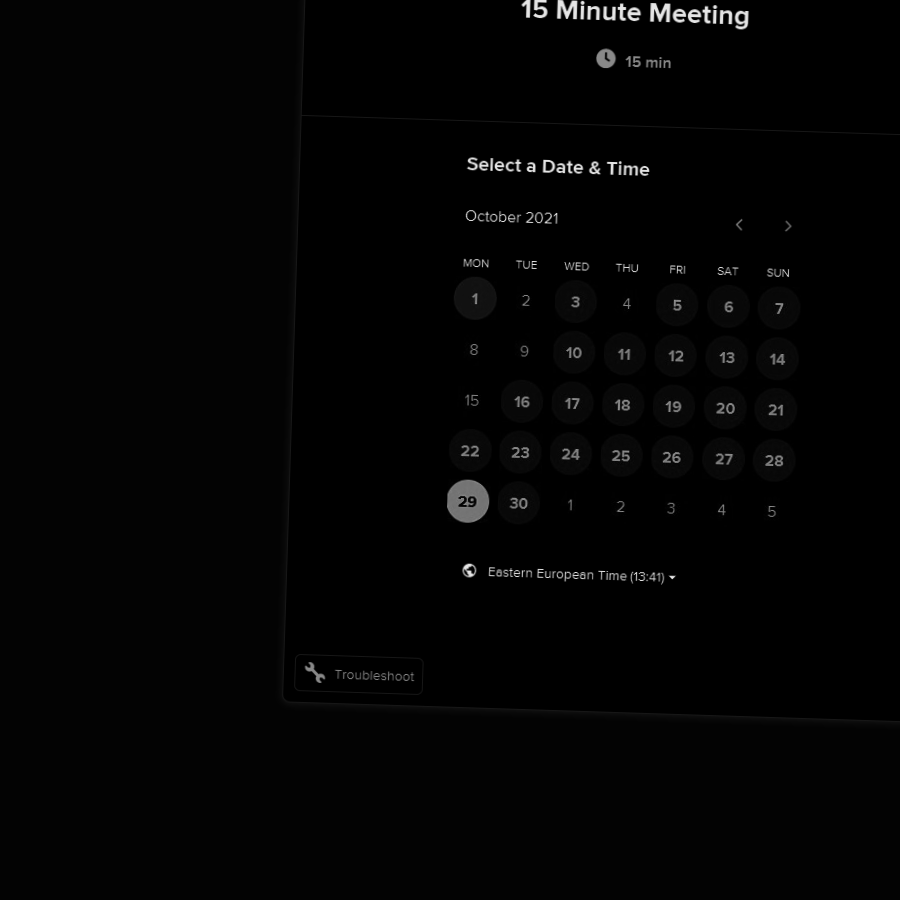 15 Minute Meeting
15 min
Select a Date & Time
October 2021
MON TUE WED THU FRI SAT SUN
1 2 3 4 5 6 7
8 9 10 11 12 13 14
15 16 17 18 19 20 21
22 23 24 25 26 27 28
29 30 1 2 3 4 5
Eastern European Time (13:41)
Troubleshoot